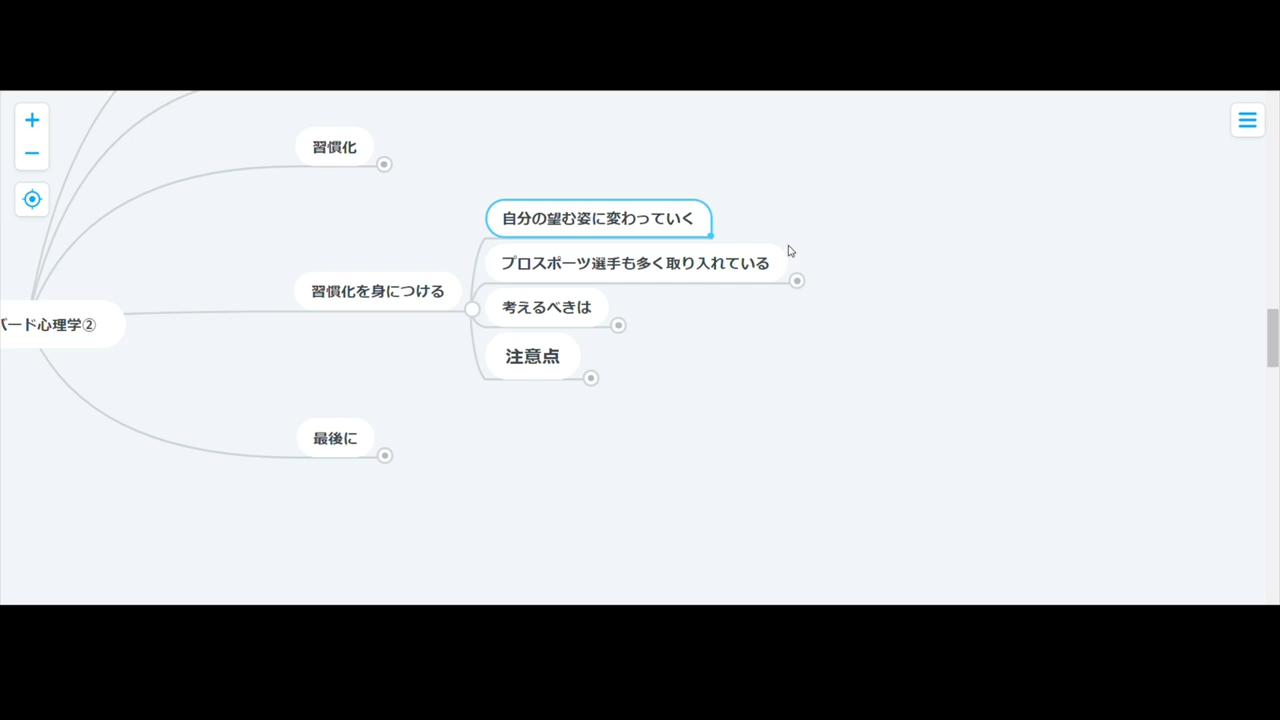 習慣化
自分の望む姿に変わっていく
プロスポーツ選手も多く取り入れている
習慣化を身につける
考えるべきは
バード心理学②
注意点
最後に